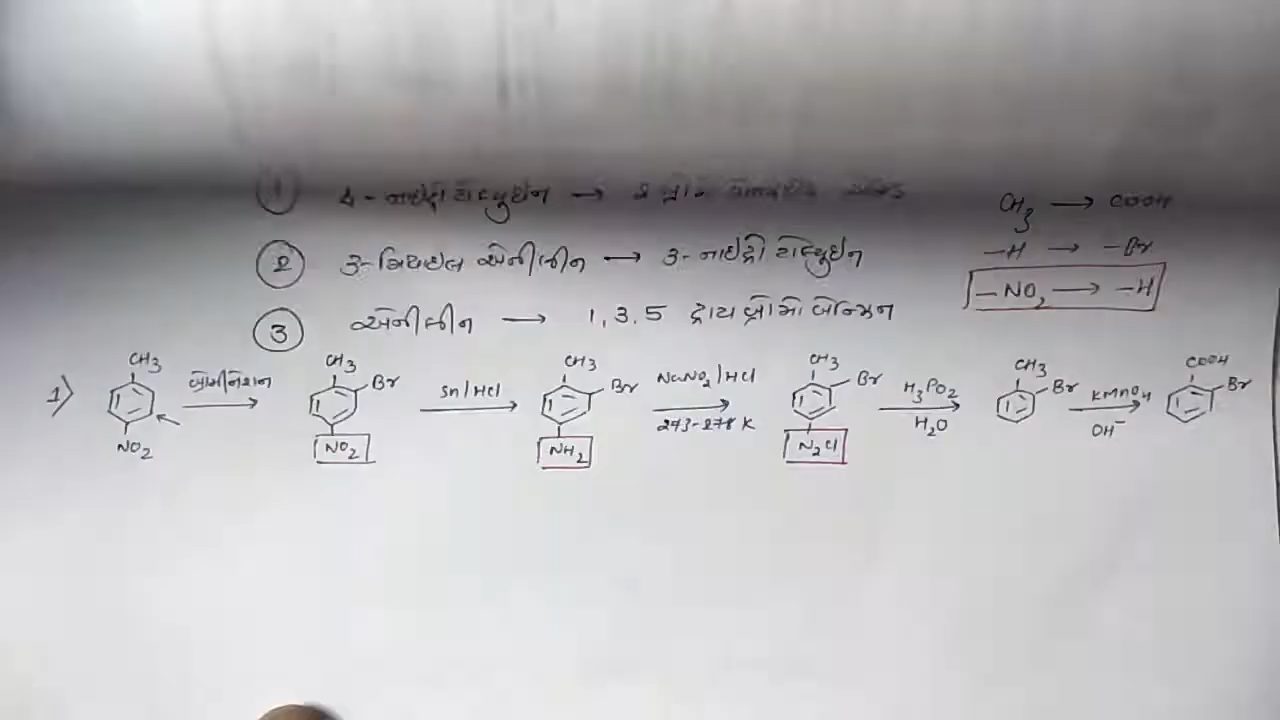 1 4 - નાઈટ્રો ટોલ્યુઈન →
2 3 - મિથાઈલ એનીલીન → 3 - નાઈટ્રો ટોલ્યુઈન
3 એનીલીન → 1, 3, 5 ટ્રાય બ્રોમો બેન્ઝિન
CH3 → COOH
-H → -Br
-NO2 → -H
1) CH3 NO2 બ્રોમીનેશન → CH3 Br NO2 Sn/HCl → CH3 Br NH2 NaNO2/HCl 273-278 K → CH3 Br N2Cl H3PO2 H2O → CH3 Br KMnO4 OH- → COOH Br